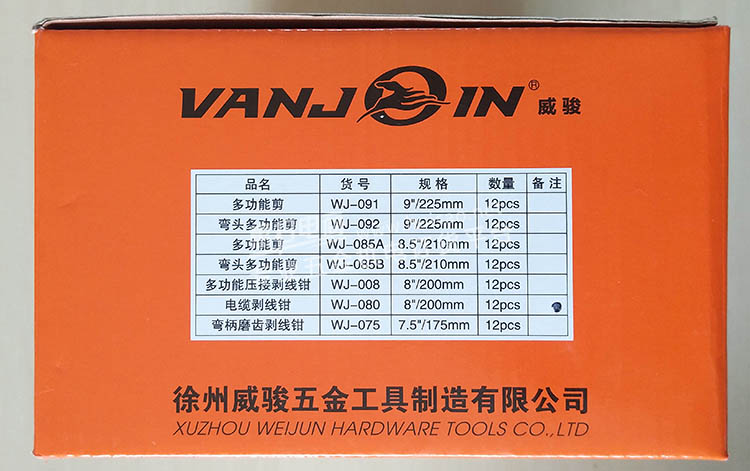 VANJOIN® 威骏
品名 货号 规格 数量 备注
多功能剪 WJ-091 9"/225mm 12pcs
弯头多功能剪 WJ-092 9"/225mm 12pcs
多功能剪 WJ-085A 8.5"/210mm 12pcs
弯头多功能剪 WJ-085B 8.5"/210mm 12pcs
多功能压接剥线钳 WJ-008 8"/200mm 12pcs
电缆剥线钳 WJ-080 8"/200mm 12pcs
弯柄磨齿剥线钳 WJ-075 7.5"/175mm 12pcs
徐州威骏五金工具制造有限公司
XUZHOU WEIJUN HARDWARE TOOLS CO.,LTD